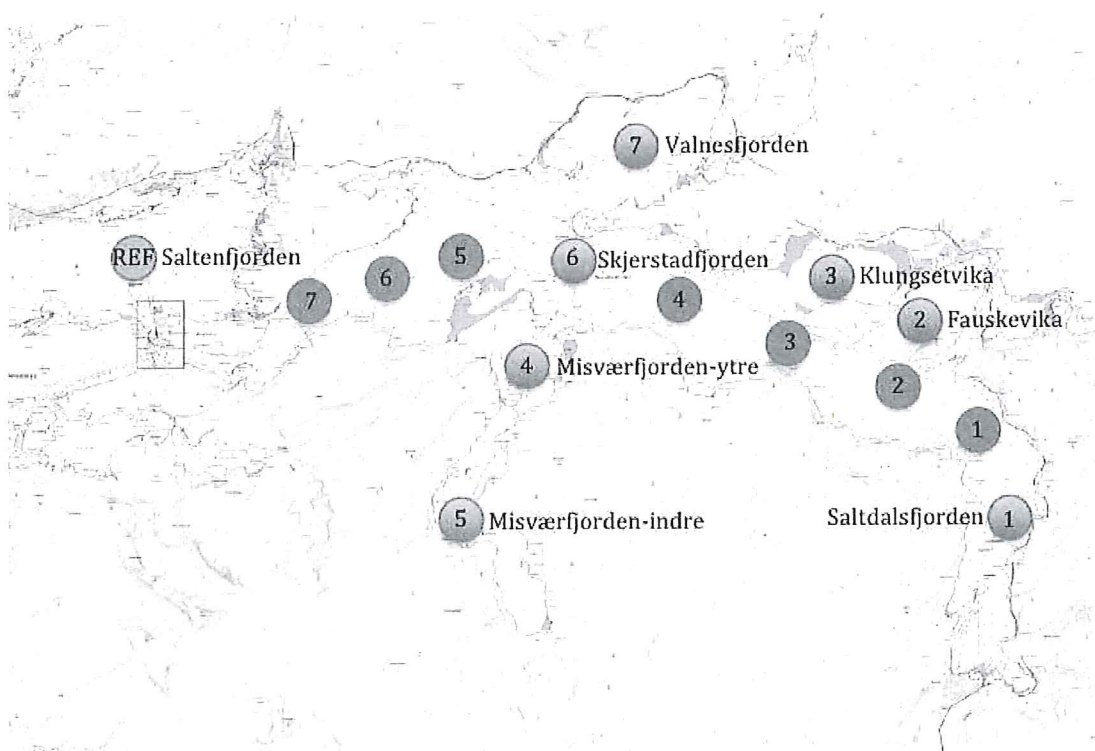 7 Valnesfjorden
REF Saltenfjorden
5
6 Skjerstadfjorden
6
3 Klungsetvika
7
4
2 Fauskevika
3
4 Misværfjorden-ytre
2
1
5 Misværfjorden-indre
Saltdalsfjorden 1